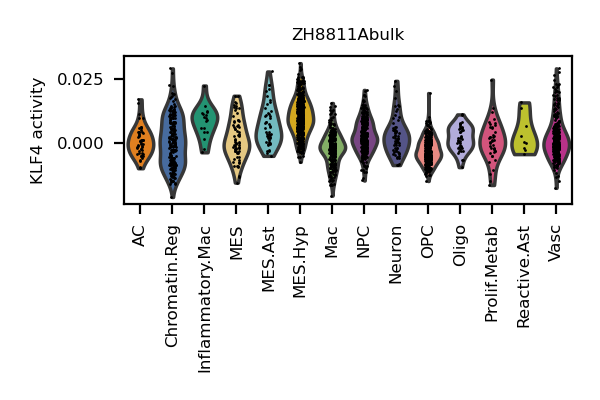 ZH8811Abulk
KLF4 activity
0.025
0.000
AC
Chromatin.Reg
Inflammatory.Mac
MES
MES.Ast
MES.Hyp
Mac
NPC
Neuron
OPC
Oligo
Prolif.Metab
Reactive.Ast
Vasc